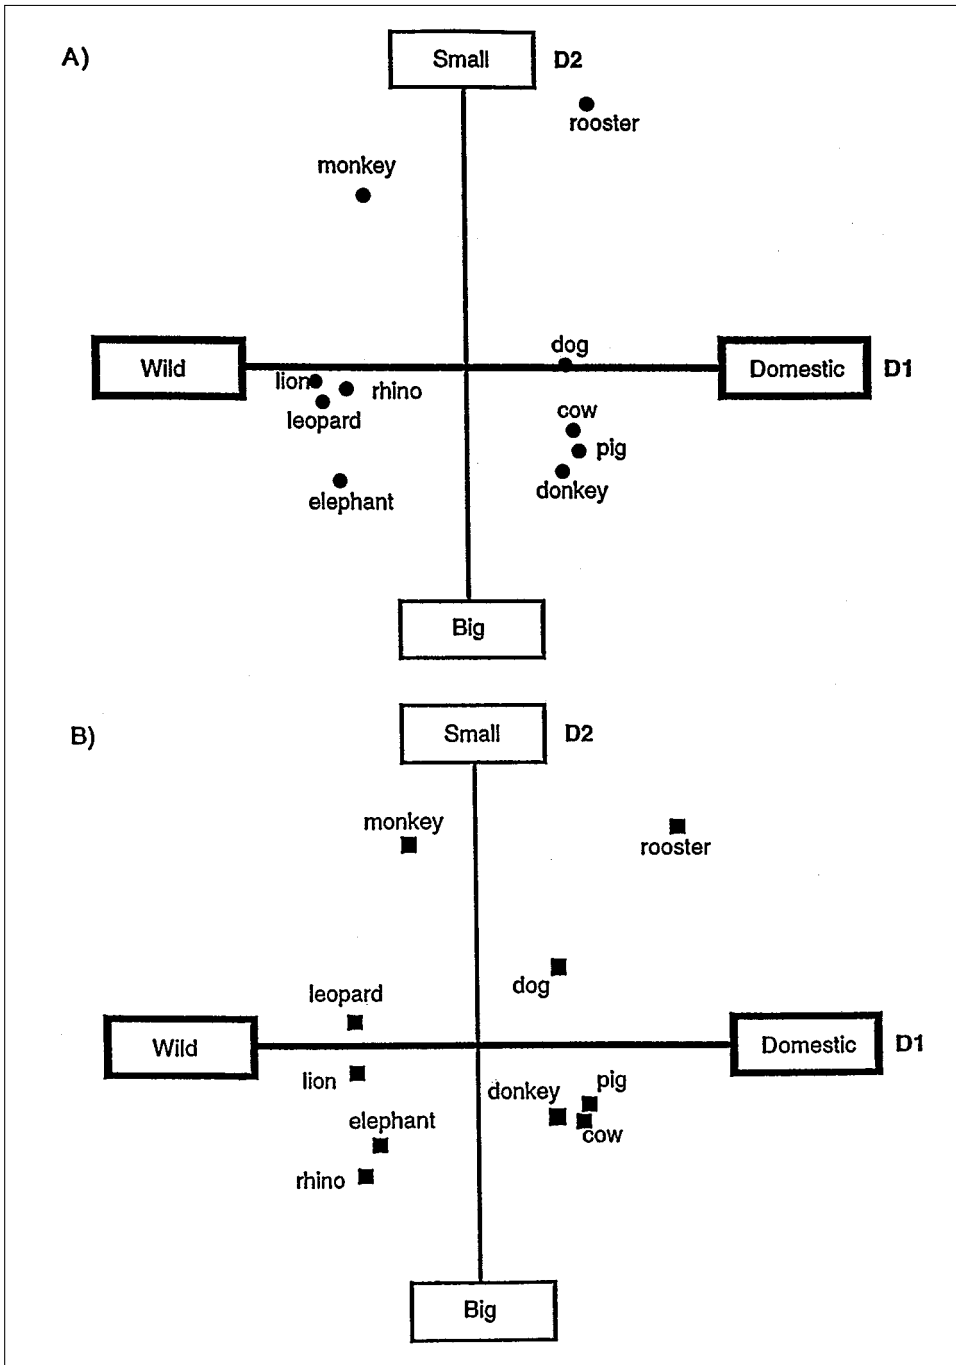 A)
Small D2
rooster
monkey
dog
Wild
Domestic D1
lion
rhino
leopard
cow
pig
donkey
elephant
Big
B)
Small D2
monkey
rooster
dog
leopard
Wild
Domestic D1
lion
donkey
pig
elephant
cow
rhino
Big